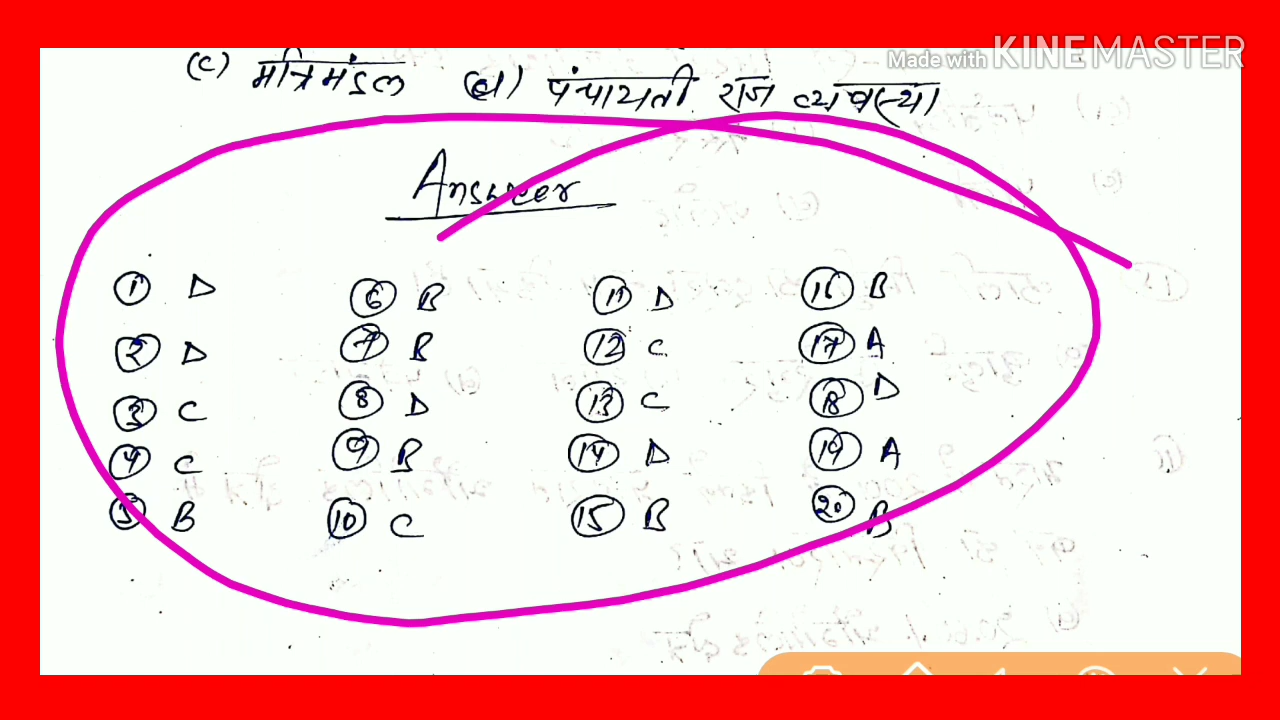 Made with KINEMASTER
(c) मंत्रिमंडल (d) पंचायती राज व्यवस्था
Answer
① D ⑥ B ⑪ D ⑯ B
② D ⑦ B ⑫ C ⑰ A
③ C ⑧ D ⑬ C ⑱ D
④ C ⑨ B ⑭ D ⑲ A
⑤ B ⑩ C ⑮ B ⑳ B